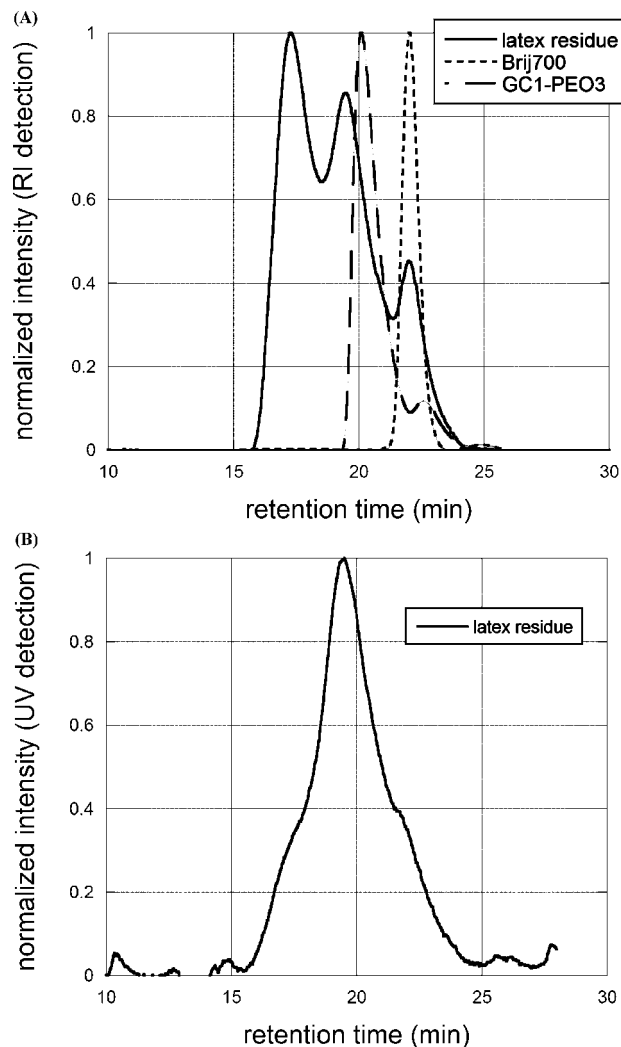 (A)
latex residue
Brij700
GC1-PEO3
normalized intensity (RI detection)
1
0.8
0.6
0.4
0.2
0
10 15 20 25 30
retention time (min)
(B)
latex residue
normalized intensity (UV detection)
1
0.8
0.6
0.4
0.2
0
10 15 20 25 30
retention time (min)